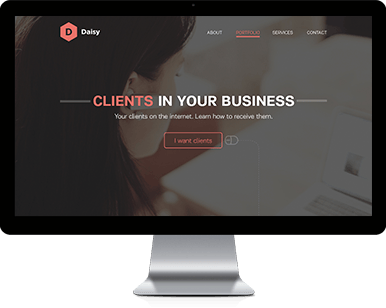 D Daisy
ABOUT PORTFOLIO SERVICES CONTACT
CLIENTS IN YOUR BUSINESS
Your clients on the internet. Learn how to receive them.
I want clients